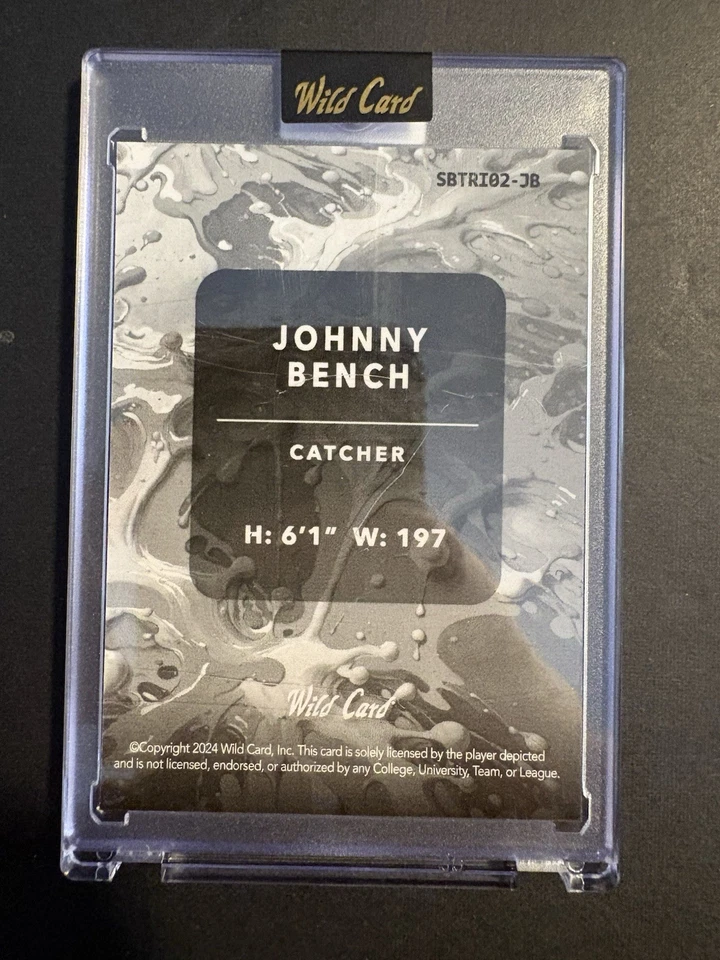 Wild Card
SBTRI02-JB
JOHNNY
BENCH
CATCHER
H: 6'1" W: 197
Wild Card
©Copyright 2024 Wild Card, Inc. This card is solely licensed by the player depicted
and is not licensed, endorsed, or authorized by any College, University, Team, or League.